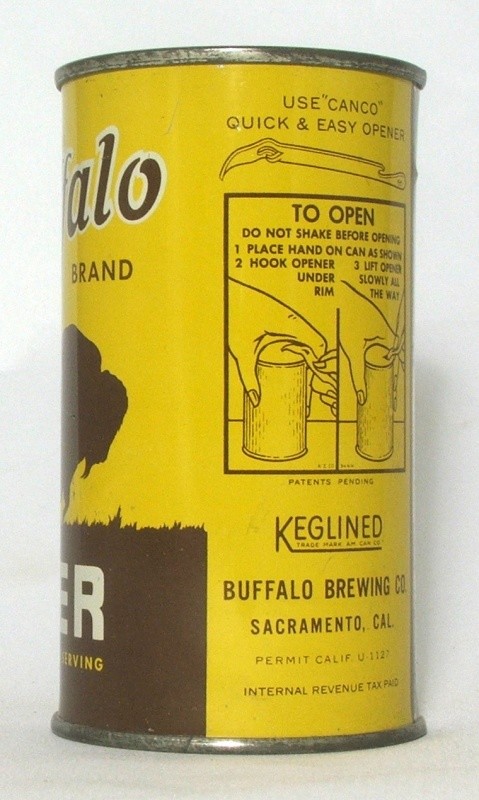 USE "CANCO"
QUICK & EASY OPENER
TO OPEN
DO NOT SHAKE BEFORE OPENING
1 PLACE HAND ON CAN AS SHOWN
2 HOOK OPENER UNDER RIM
3 LIFT OPENER SLOWLY ALL THE WAY
PATENTS PENDING
KEGLINED
TRADE MARK AM. CAN CO.
BUFFALO BREWING CO.
SACRAMENTO, CAL.
PERMIT CALIF. U-1127
INTERNAL REVENUE TAX PAID
falo
BRAND
ER
SERVING